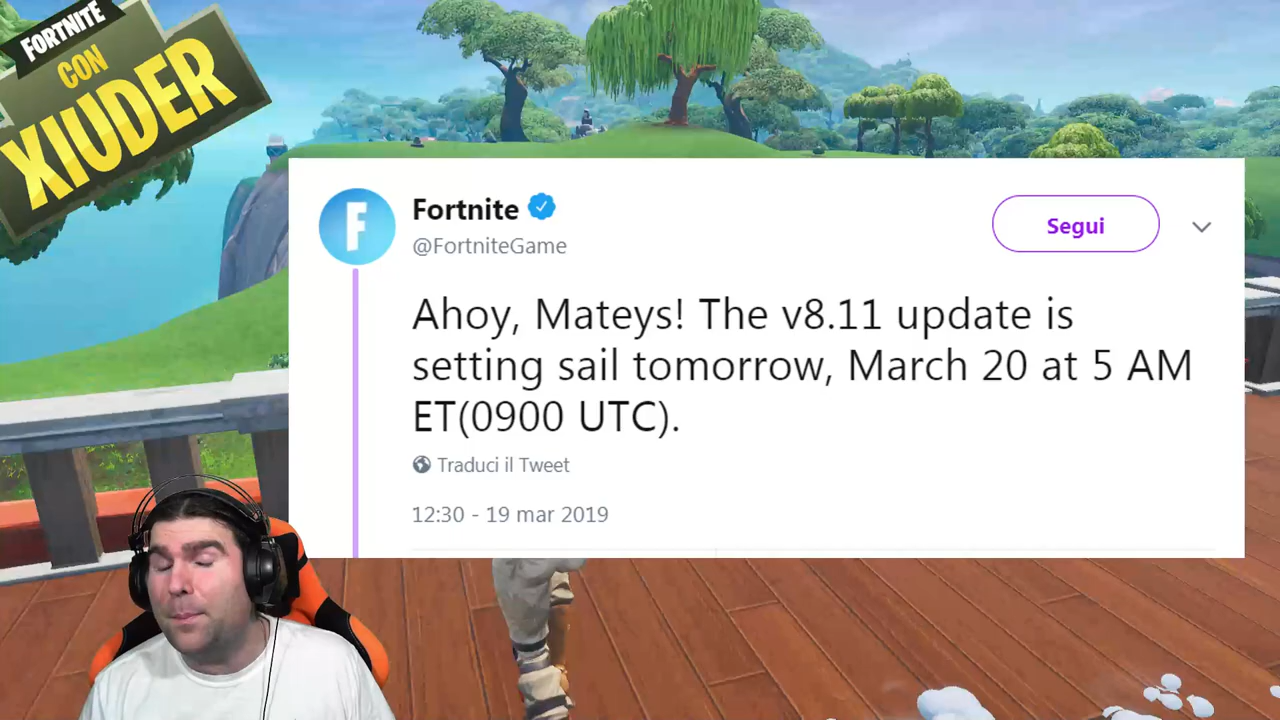 FORTNITE
CON
XIUDER
Fortnite
@FortniteGame
Segui
Ahoy, Mateys! The v8.11 update is
setting sail tomorrow, March 20 at 5 AM
ET(0900 UTC).
Traduci il Tweet
12:30 - 19 mar 2019